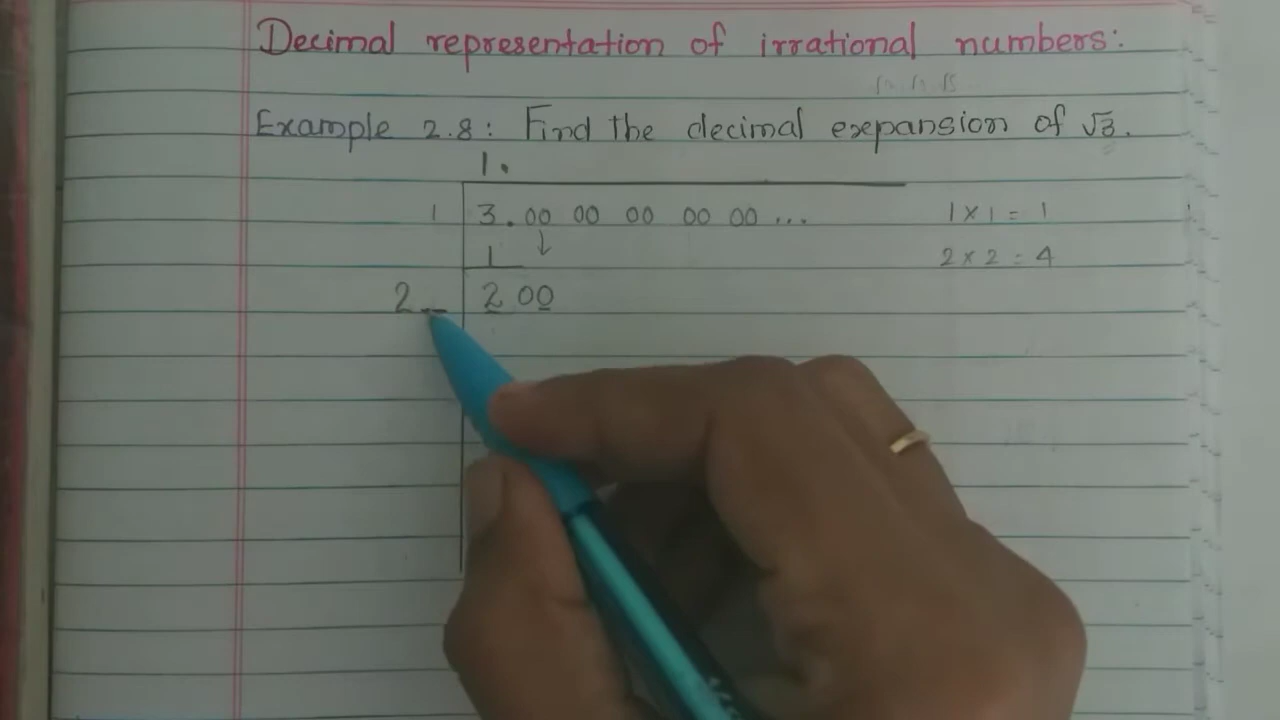 Decimal representation of irrational numbers:
Example 2.8: Find the decimal expansion of √3.
1.
1 3.00 00 00 00 00 ... 1 × 1 = 1
1 ↓ 2 × 2 = 4
2_ 2 00